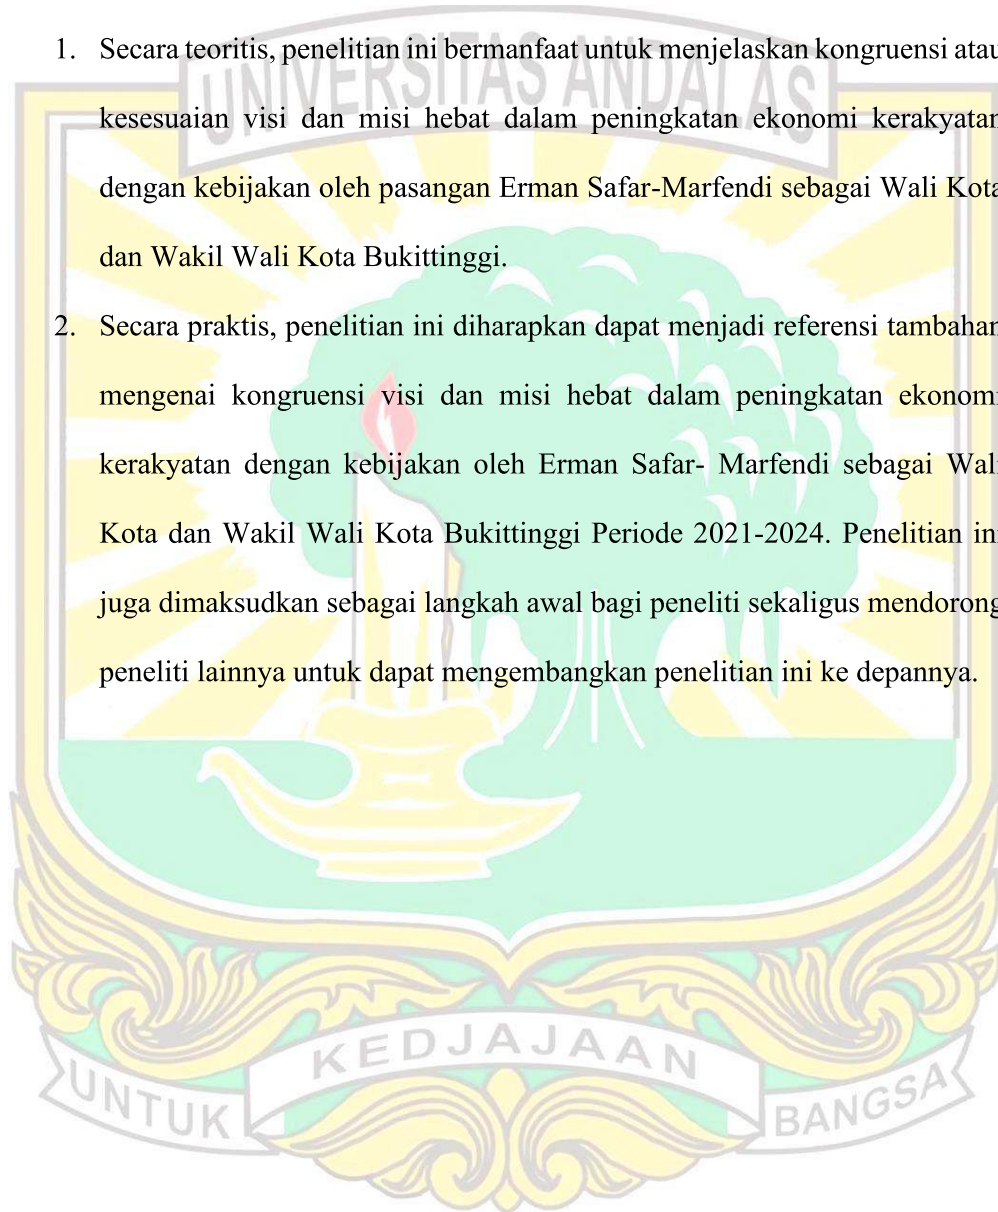 UNIVERSITAS ANDALAS
1. Secara teoritis, penelitian ini bermanfaat untuk menjelaskan kongruensi atau
kesesuaian visi dan misi hebat dalam peningkatan ekonomi kerakyatan
dengan kebijakan oleh pasangan Erman Safar-Marfendi sebagai Wali Kota
dan Wakil Wali Kota Bukittinggi.
2. Secara praktis, penelitian ini diharapkan dapat menjadi referensi tambahan
mengenai kongruensi visi dan misi hebat dalam peningkatan ekonomi
kerakyatan dengan kebijakan oleh Erman Safar- Marfendi sebagai Wali
Kota dan Wakil Wali Kota Bukittinggi Periode 2021-2024. Penelitian ini
juga dimaksudkan sebagai langkah awal bagi peneliti sekaligus mendorong
peneliti lainnya untuk dapat mengembangkan penelitian ini ke depannya.
UNTUK KEDJAJAAN BANGSA